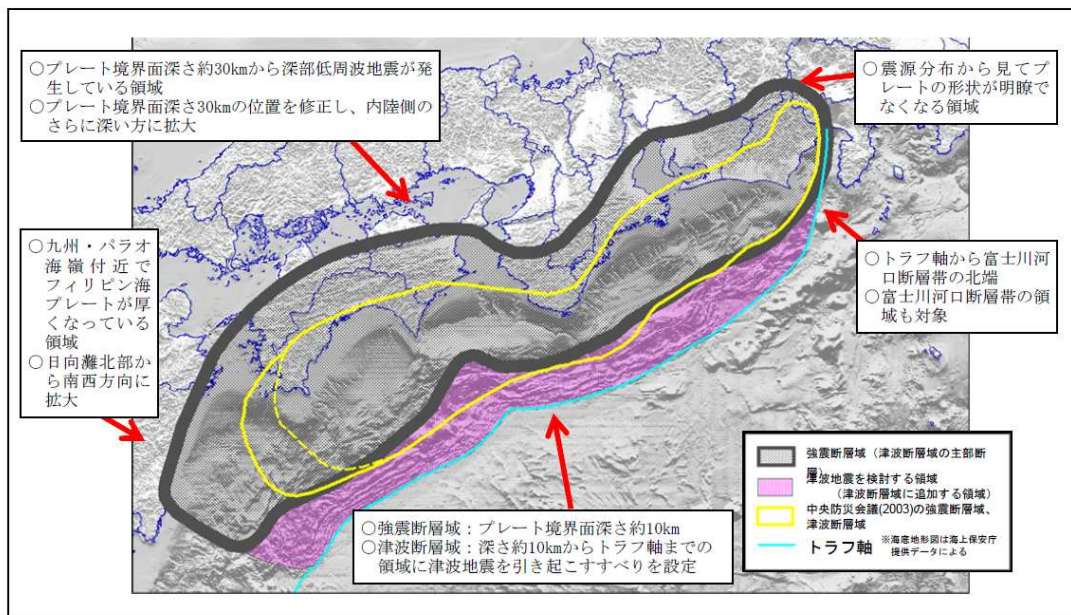 ○プレート境界面深さ約30kmから深部低周波地震が発
生している領域
○プレート境界面深さ30kmの位置を修正し、内陸側の
さらに深い方に拡大
○震源分布から見てプ
レートの形状が明瞭で
なくなる領域
○九州・パラオ
海嶺付近で
フィリピン海
プレートが厚
くなっている
領域
○日向灘北部か
ら南西方向に
拡大
○トラフ軸から富士川河
口断層帯の北端
○富士川河口断層帯の領
域も対象
○強震断層域：プレート境界面深さ約10km
○津波断層域：深さ約10kmからトラフ軸までの
領域に津波地震を引き起こすすべりを設定
強震断層域（津波断層域の主部断
層）
津波地震を検討する領域
（津波断層域に追加する領域）
中央防災会議(2003)の強震断層域、
津波断層域
トラフ軸
※海底地形図は海上保安庁
提供データによる